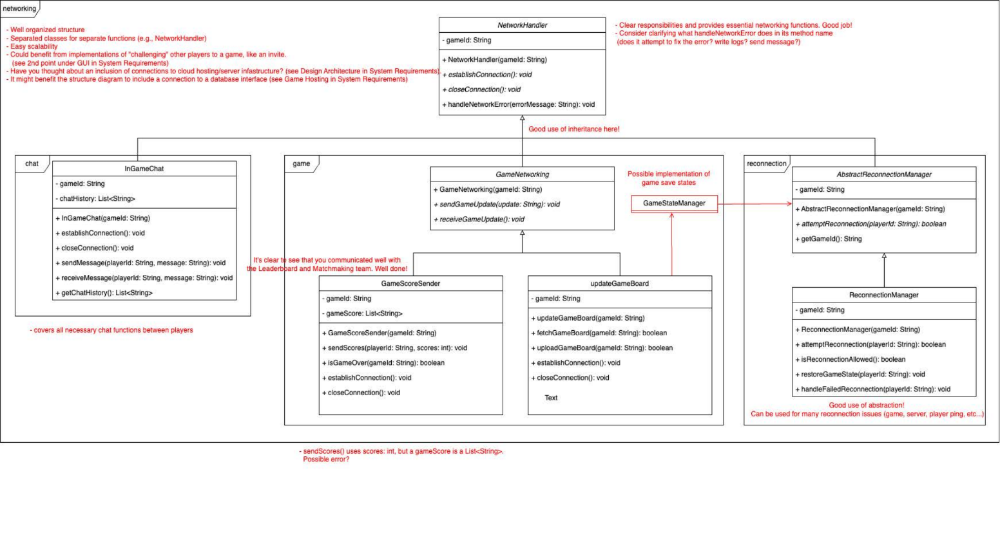 networking
- Well organized structure
- Separated classes for separate functions (e.g., NetworkHandler)
- Easy scalability
- Could benefit from implementations of "challenging" other players to a game, like an invite.
(see 2nd point under GUI in System Requirements)
- Have you thought about an inclusion of connections to cloud hosting/server infastructure? (see Design Architecture in System Requirements).
- It might benefit the structure diagram to include a connection to a database interface (see Game Hosting in System Requirements)
NetworkHandler
- gameId: String
+ NetworkHandler(gameId: String)
+ establishConnection(): void
+ closeConnection(): void
+ handleNetworkError(errorMessage: String): void
- Clear responsibilities and provides essential networking functions. Good job!
- Consider clarifying what handleNetworkError does in its method name
(does it attempt to fix the error? write logs? send message?)
Good use of inheritance here!
chat
InGameChat
- gameId: String
- chatHistory: List<String>
+ InGameChat(gameId: String)
+ establishConnection(): void
+ closeConnection(): void
+ sendMessage(playerId: String, message: String): void
+ receiveMessage(playerId: String, message: String): void
+ getChatHistory(): List<String>
- covers all necessary chat functions between players
game
GameNetworking
+ GameNetworking(gameId: String)
+ sendGameUpdate(update: String): void
+ receiveGameUpdate(): void
Possible implementation of
game save states
GameStateManager
It's clear to see that you communicated well with
the Leaderboard and Matchmaking team. Well done!
GameScoreSender
- gameId: String
- gameScore: List<String>
+ GameScoreSender(gameId: String)
+ sendScores(playerId: String, scores: int): void
+ isGameOver(gameId: String): boolean
+ establishConnection(): void
+ closeConnection(): void
updateGameBoard
- gameId: String
+ updateGameBoard(gameId: String)
+ fetchGameBoard(gameId: String): boolean
+ uploadGameBoard(gameId: String): boolean
+ establishConnection(): void
+ closeConnection(): void
Text
reconnection
AbstractReconnectionManager
- gameId: String
+ AbstractReconnectionManager(gameId: String)
+ attemptReconnection(playerId: String): boolean
+ getGameId(): String
ReconnectionManager
- gameId: String
+ ReconnectionManager(gameId: String)
+ attemptReconnection(playerId: String): boolean
+ isReconnectionAllowed(): boolean
+ restoreGameState(playerId: String): void
+ handleFailedReconnection(playerId: String): void
Good use of abstraction!
Can be used for many reconnection issues (game, server, player ping, etc...)
- sendScores() uses scores: int, but a gameScore is a List<String>.
Possible error?